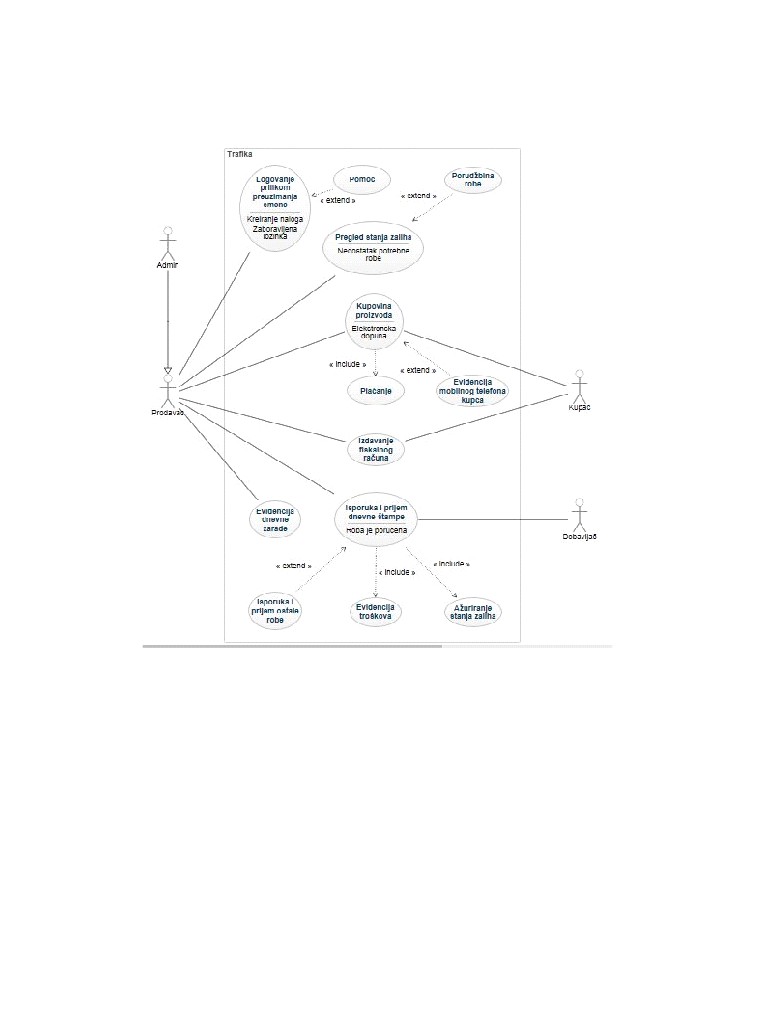 Trafika
Logovanje
prilikom
preuzimanja
smene
Kreiranje naloga
Zaboravljena
lozinka
Pomoć
« extend »
Porudžbina
robe
« extend »
Pregled stanja zaliha
Nedostatak potrebne
robe
Admin
Kupovina
proizvoda
Elektronska
dopuna
« include »
« extend »
Plaćanje
Evidencija
mobilnog telefona
kupca
Prodavac
Kupac
Izdavanje
fiskalnog
računa
Evidencija
dnevne
zarade
Isporuka i prijem
dnevne štampe
Roba je poručena
Dobavljač
« extend »
« include »
« include »
Isporuka i
prijem ostale
robe
Evidencija
troškova
Ažuriranje
stanja zaliha